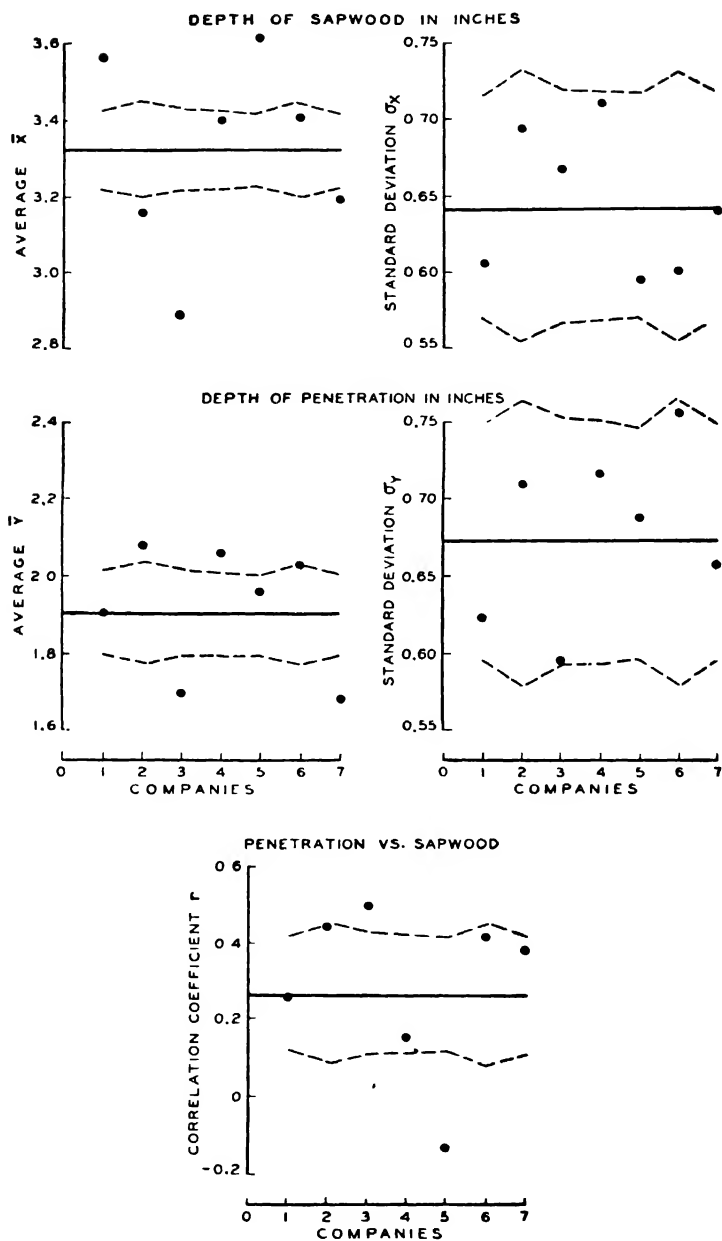 DEPTH OF SAPWOOD IN INCHES
AVERAGE X̄
3.6
3.4
3.2
3.0
2.8
STANDARD DEVIATION σX
0.75
0.70
0.65
0 60
0 55
DEPTH OF PENETRATION IN INCHES
AVERAGE Ȳ
2.4
2.2
2.0
1.8
1.6
0 1 2 3 4 5 6 7
COMPANIES
STANDARD DEVIATION σY
0.75
0.70
0.65
0.60
0.55
0 1 2 3 4 5 6 7
COMPANIES
PENETRATION VS. SAPWOOD
CORRELATION COEFFICIENT r
0 6
0 4
0.2
0
-0.2
0 1 2 3 4 5 6 7
COMPANIES